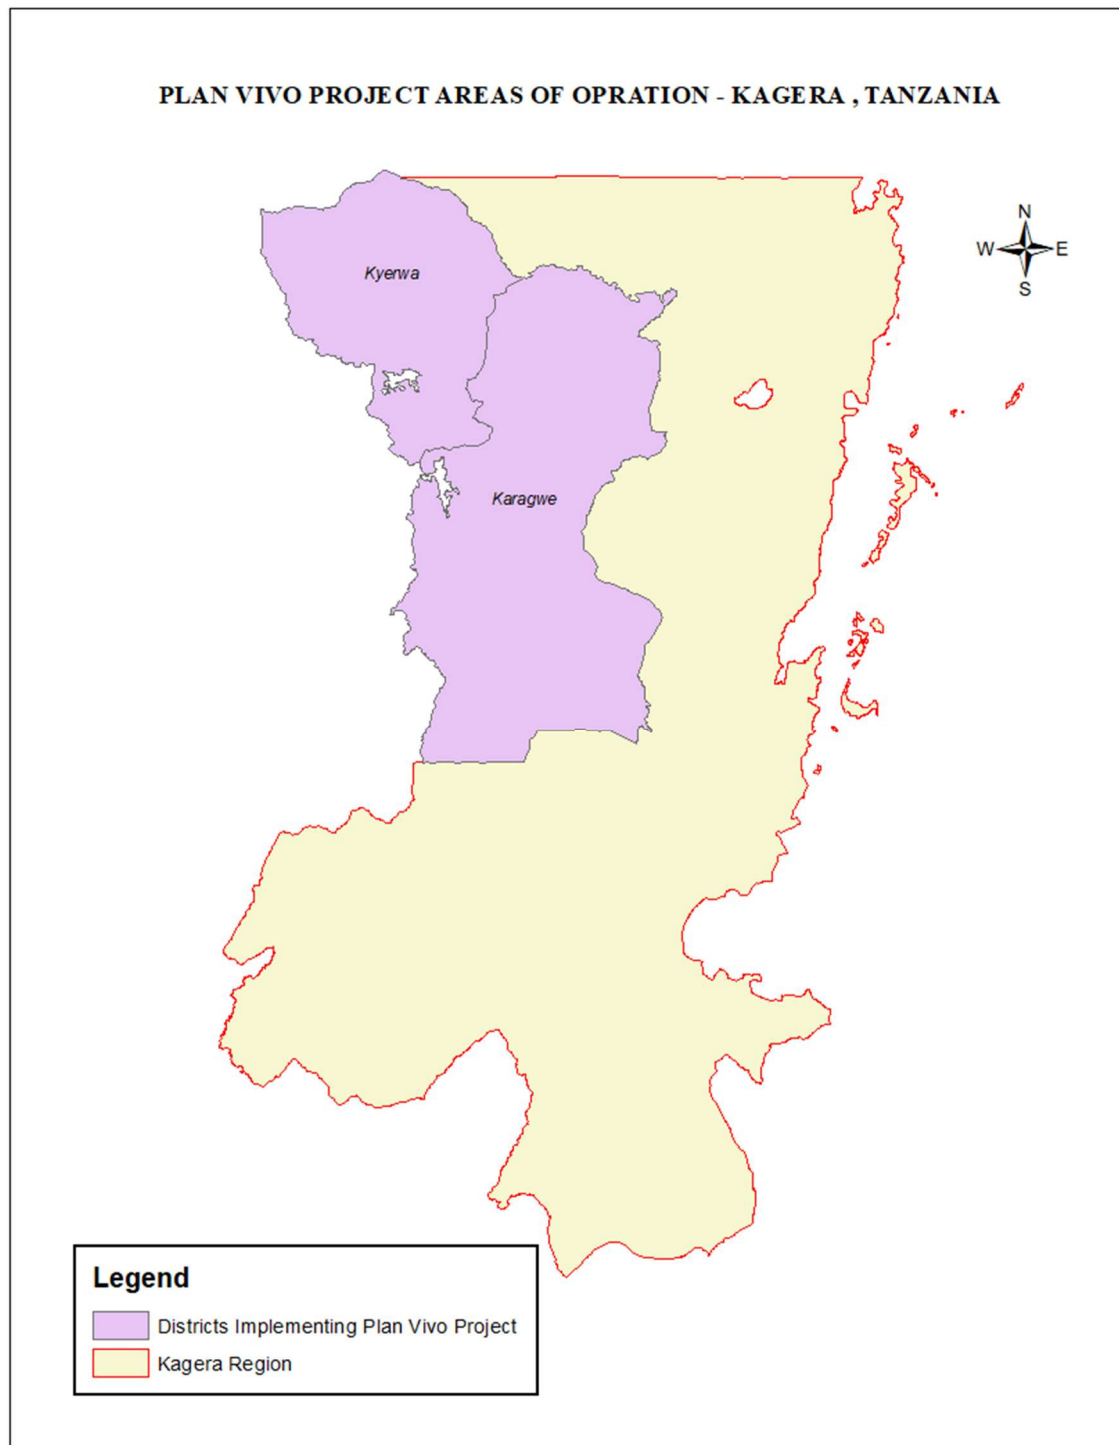 PLAN VIVO PROJECT AREAS OF OPRATION - KAGERA , TANZANIA
N
W E
S
Kyerwa
Karagwe
Legend
Districts Implementing Plan Vivo Project
Kagera Region